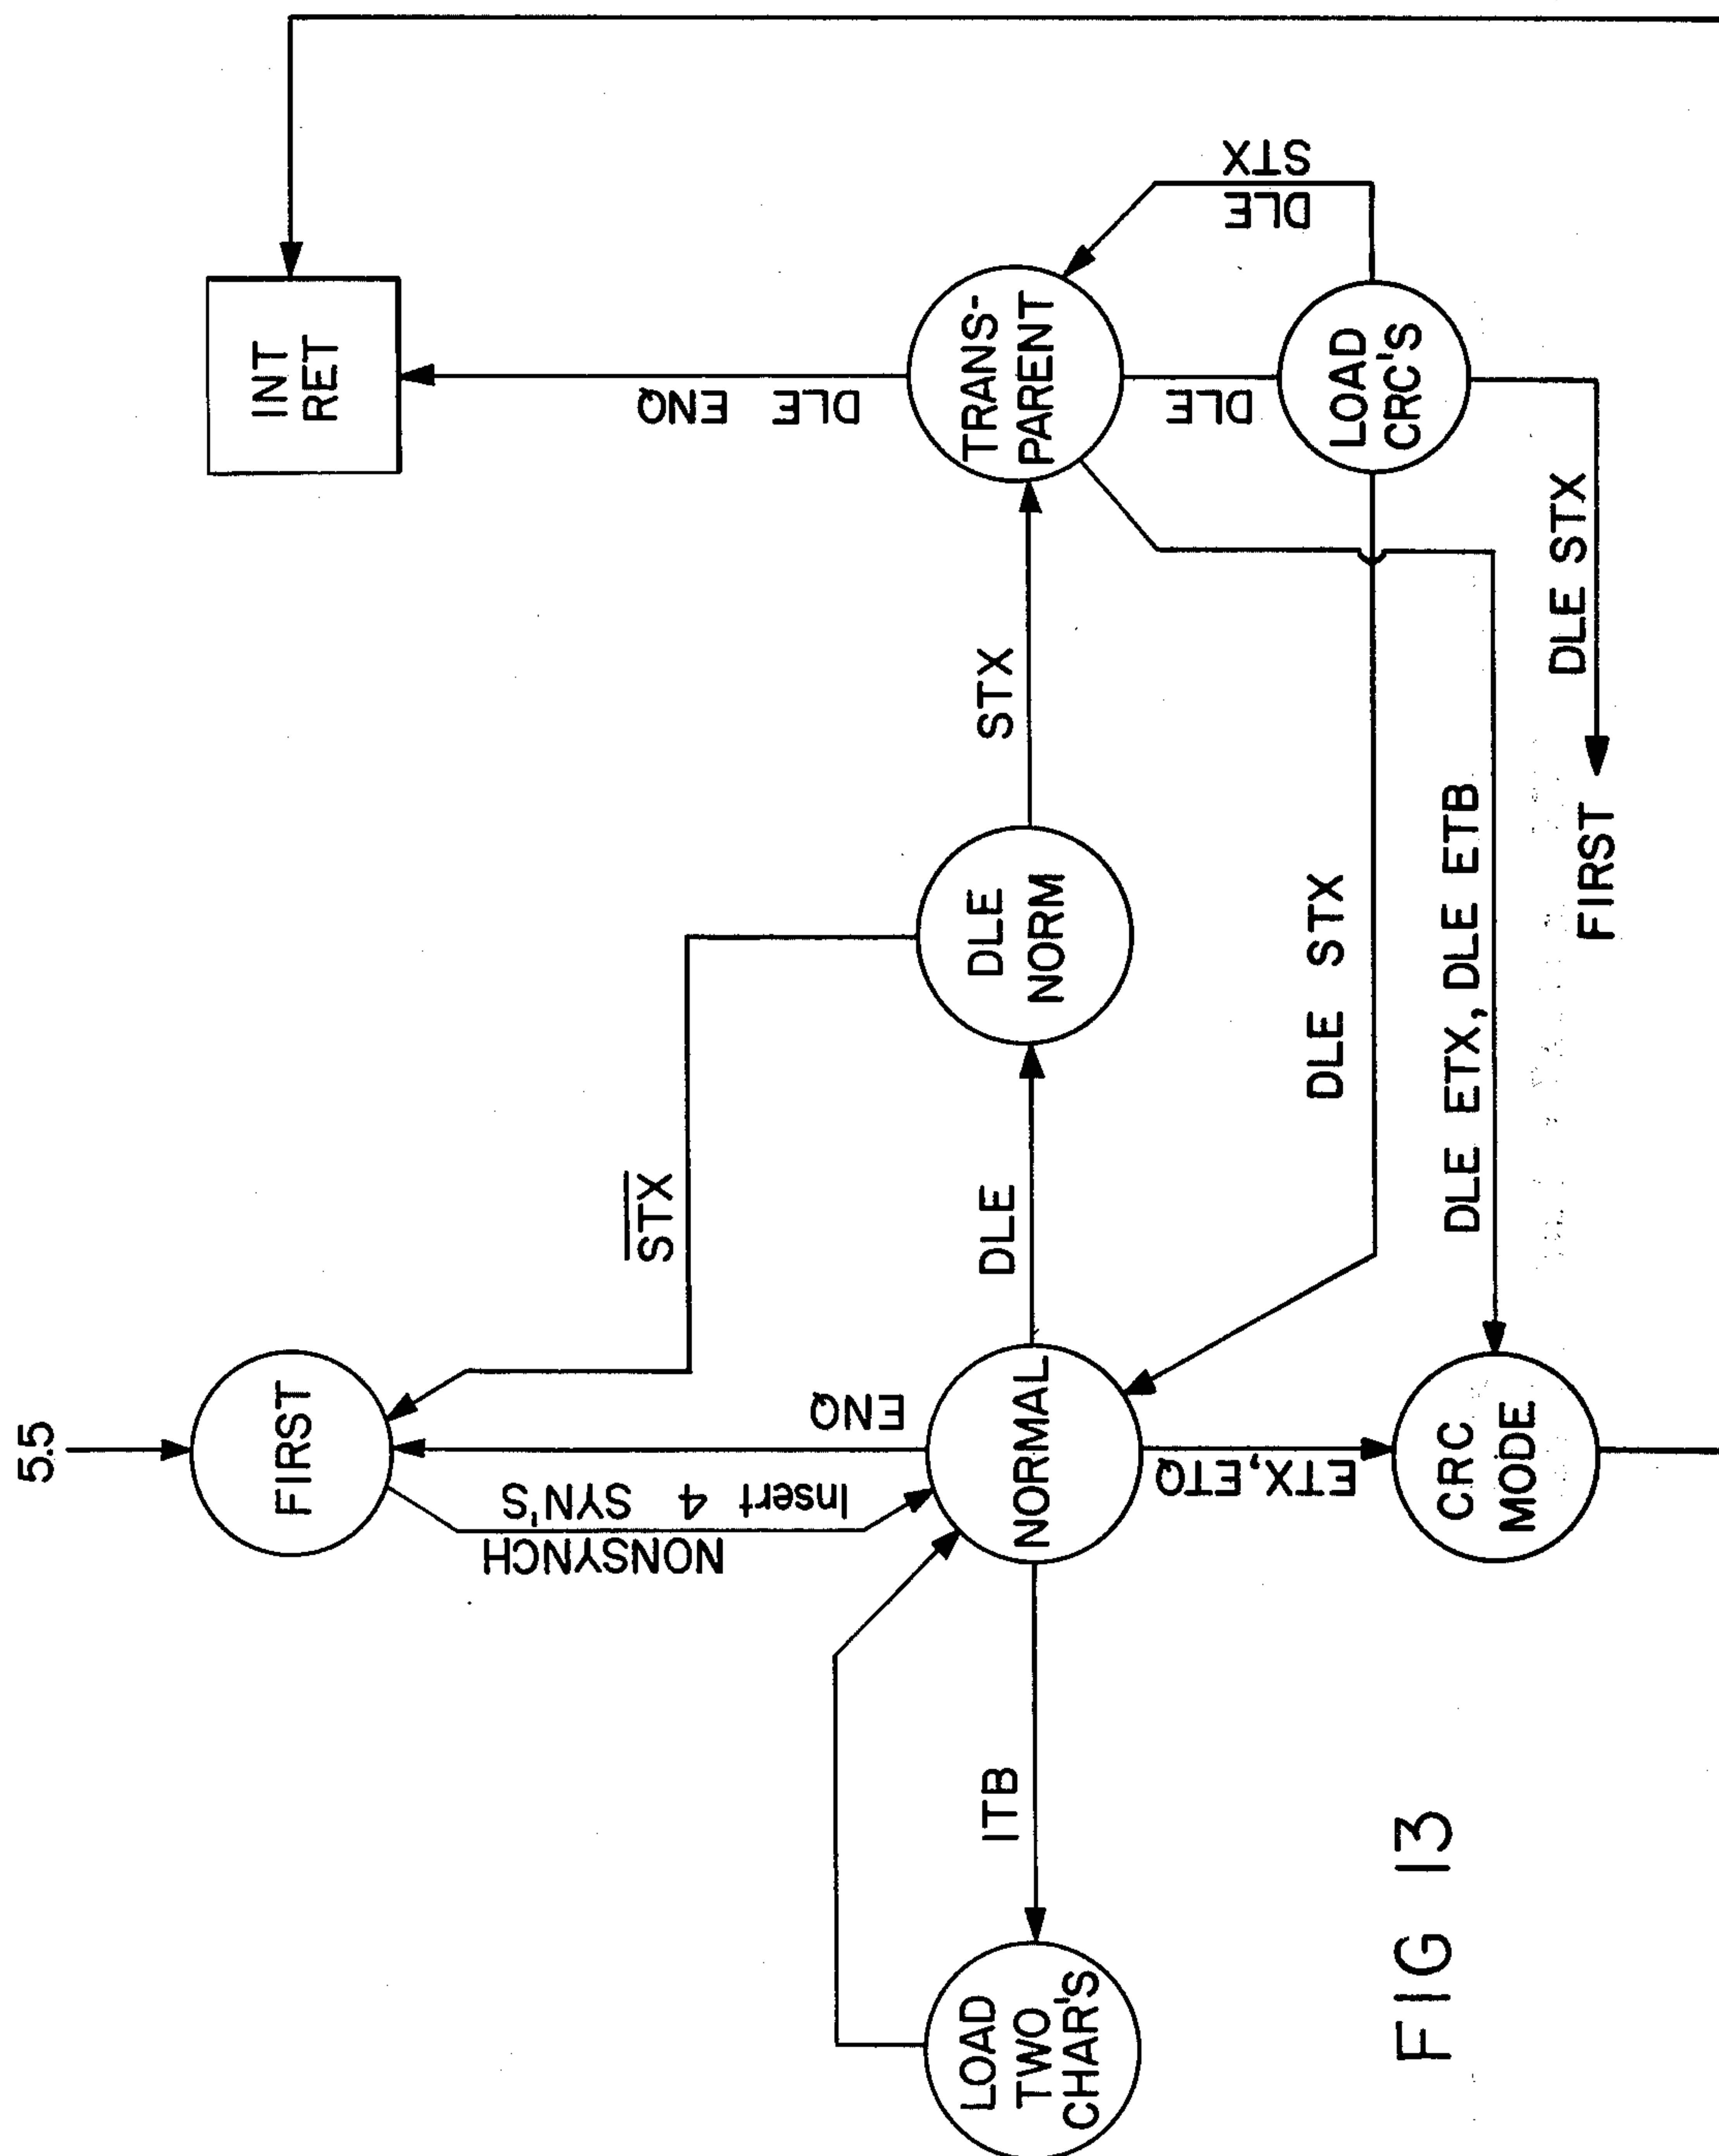 5.5
FIRST
INT
RET
STX
NONSYNCH
Insert 4 SYN'S
ENQ
DLE ENQ
LOAD
TWO
CHAR'S
ITB
NORMAL
DLE
DLE
NORM
STX
TRANS-
PARENT
DLE
DLE
STX
ETX,ETQ
CRC
MODE
DLE STX
LOAD
CRC'S
DLE ETX, DLE ETB
DLE STX
FIRST
FIG 13